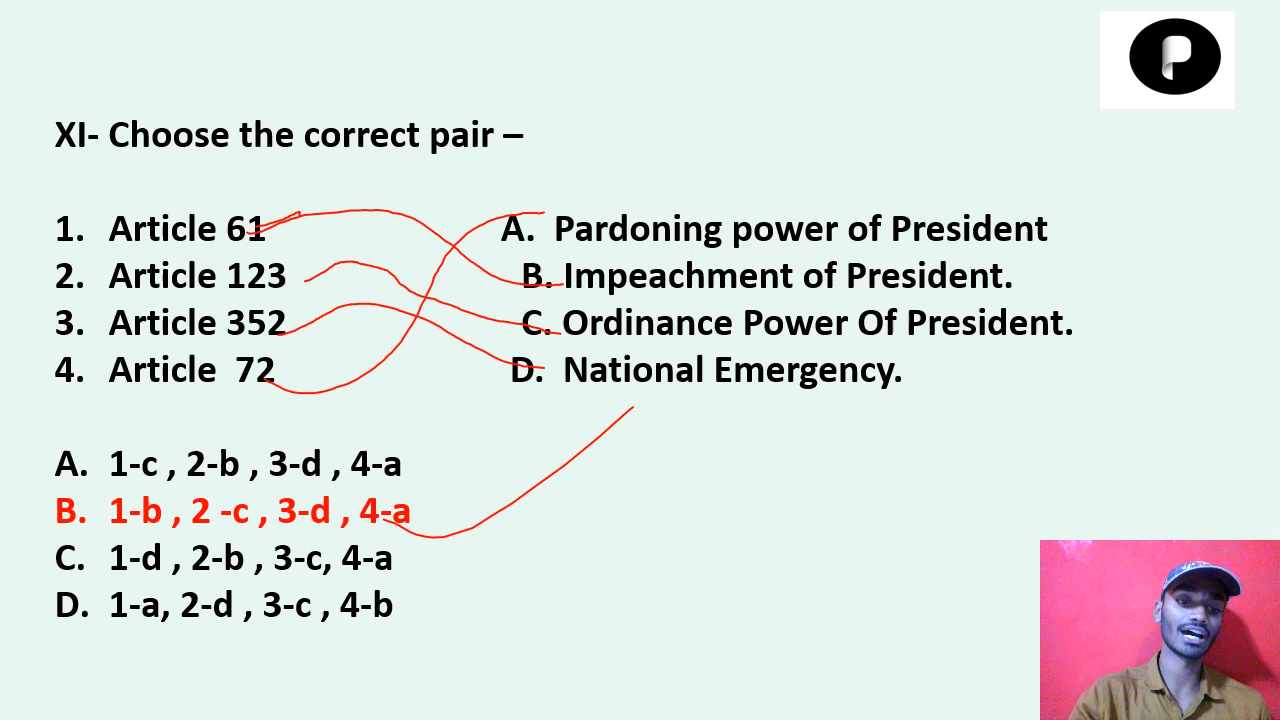 XI- Choose the correct pair –
1. Article 61 A. Pardoning power of President
2. Article 123 B. Impeachment of President.
3. Article 352 C. Ordinance Power Of President.
4. Article 72 D. National Emergency.
A. 1-c , 2-b , 3-d , 4-a
B. 1-b , 2 -c , 3-d , 4-a
C. 1-d , 2-b , 3-c, 4-a
D. 1-a, 2-d , 3-c , 4-b
P